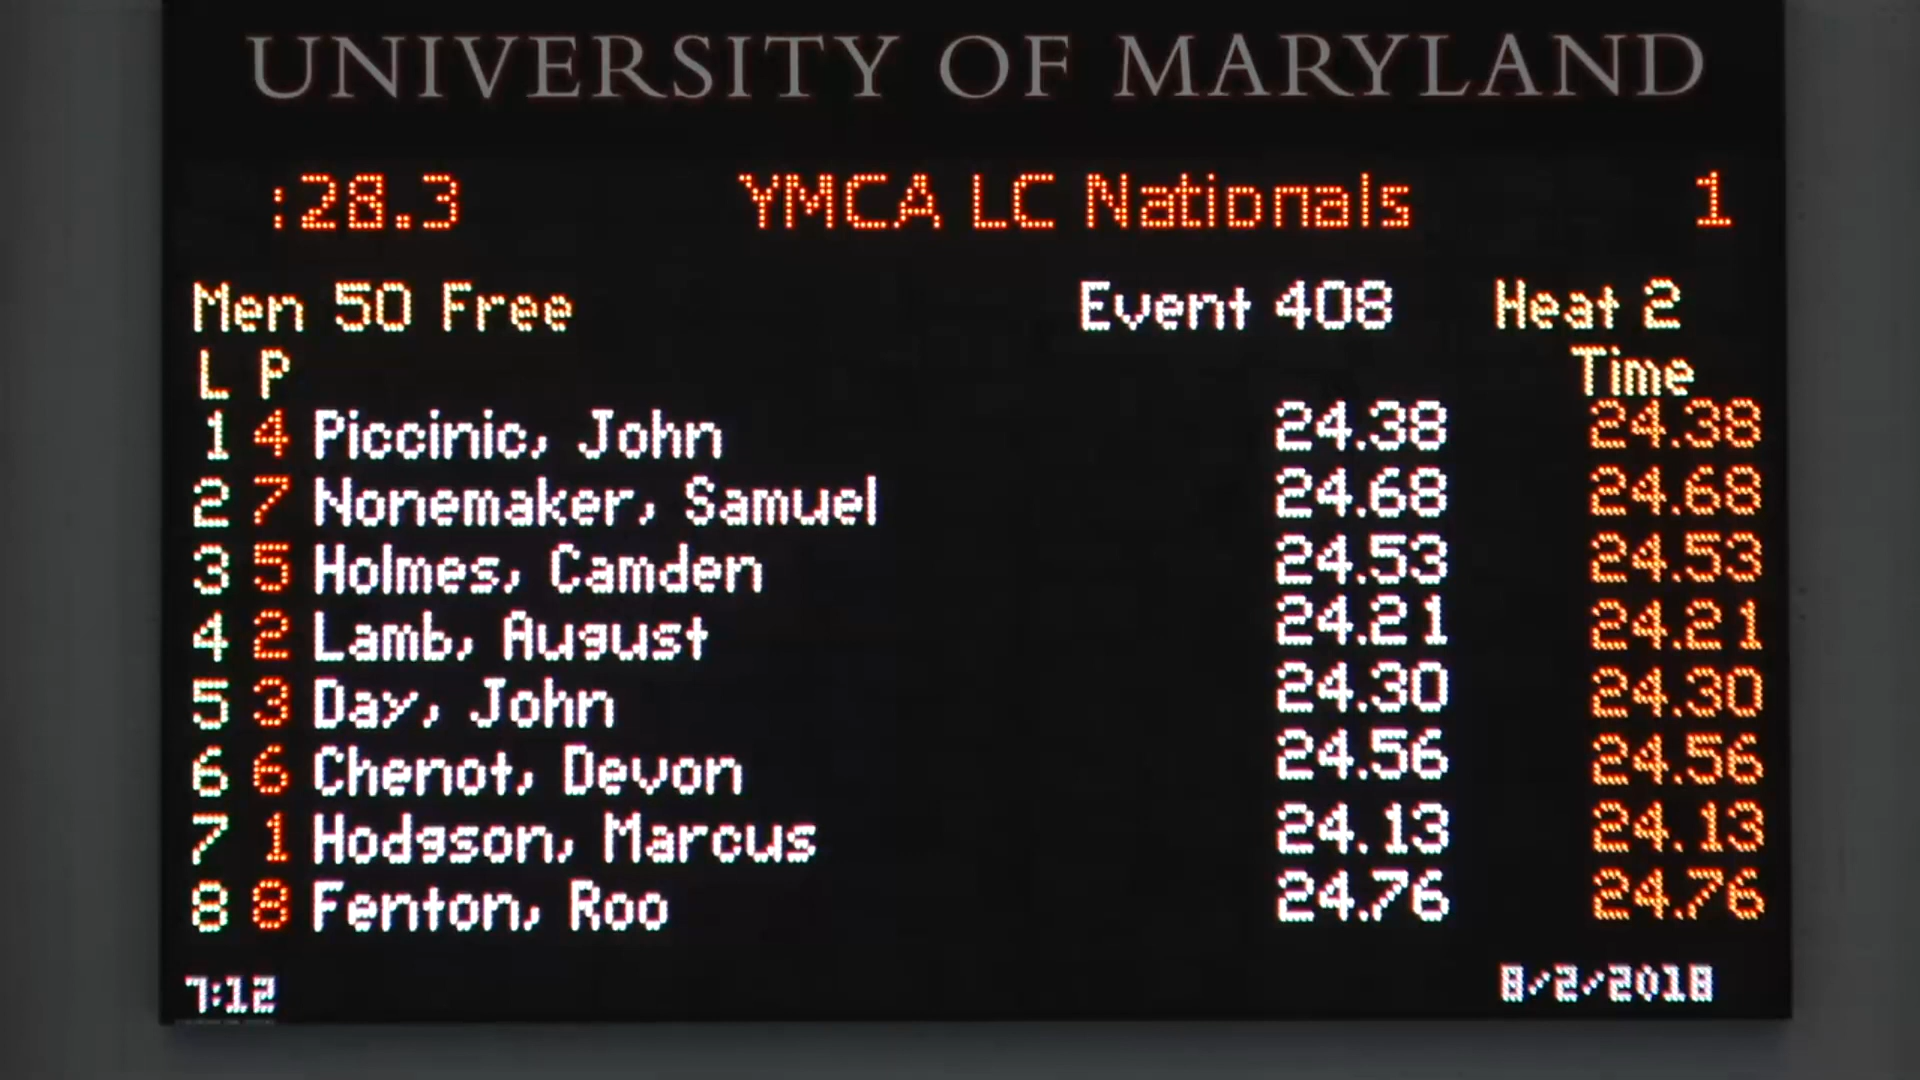 UNIVERSITY OF MARYLAND
:28.3 YMCA LC Nationals 1
Men 50 Free Event 408 Heat 2
L P Time
1 4 Piccinic, John 24.38 24.38
2 7 Nonemaker, Samuel 24.68 24.68
3 5 Holmes, Camden 24.53 24.53
4 2 Lamb, August 24.21 24.21
5 3 Day, John 24.30 24.30
6 6 Chenot, Devon 24.56 24.56
7 1 Hodgson, Marcus 24.13 24.13
8 8 Fenton, Roo 24.76 24.76
7:12 8/2/2018